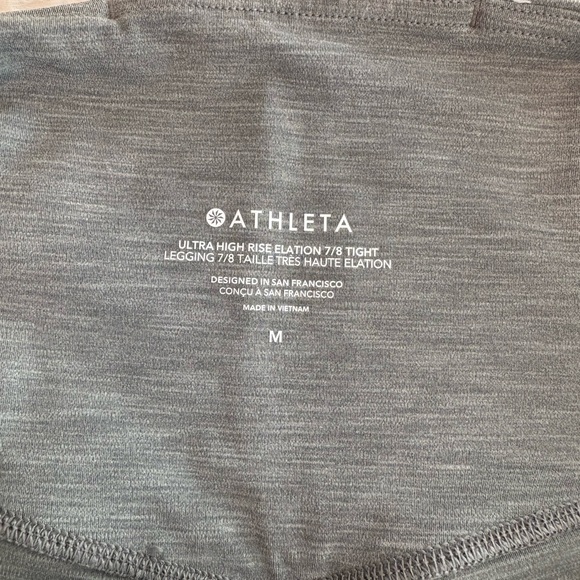 ATHLETA
ULTRA HIGH RISE ELATION 7/8 TIGHT
LEGGING 7/8 TAILLE TRÈS HAUTE ELATION
DESIGNED IN SAN FRANCISCO
CONÇU À SAN FRANCISCO
MADE IN VIETNAM
M